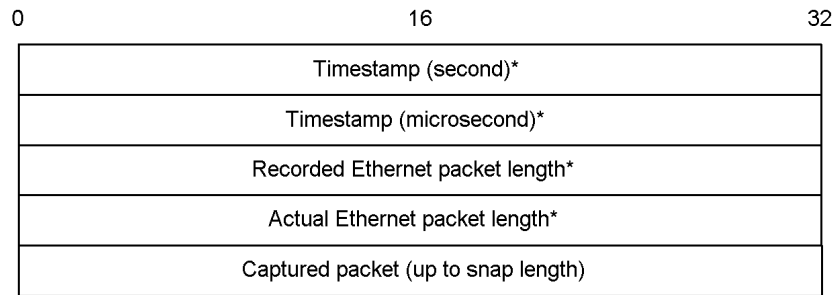 0 16 32
Timestamp (second)*
Timestamp (microsecond)*
Recorded Ethernet packet length*
Actual Ethernet packet length*
Captured packet (up to snap length)